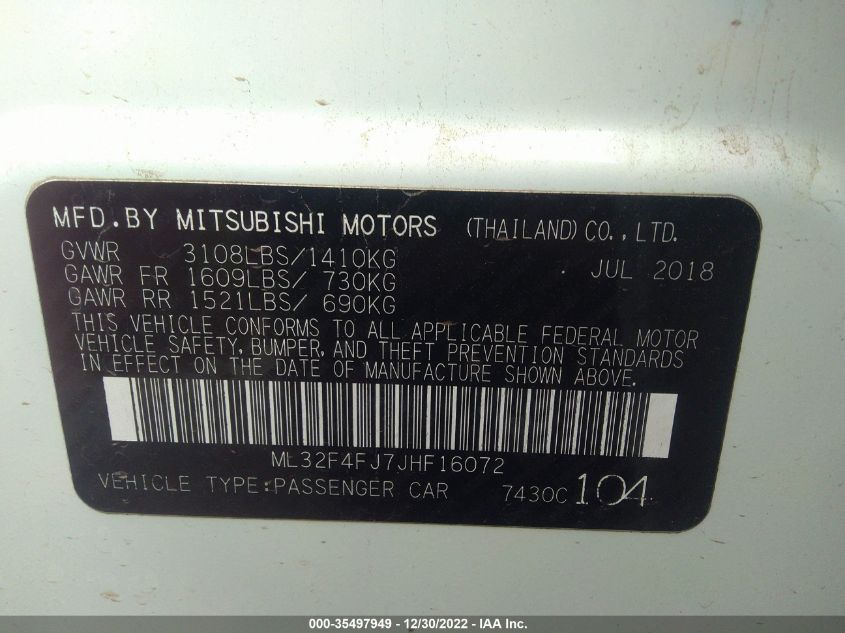 MFD.BY MITSUBISHI MOTORS (THAILAND) CO., LTD.
GVWR 3108LBS/1410KG JUL 2018
GAWR FR 1609LBS/ 730KG
GAWR RR 1521LBS/ 690KG
THIS VEHICLE CONFORMS TO ALL APPLICABLE FEDERAL MOTOR
VEHICLE SAFETY, BUMPER, AND THEFT PREVENTION STANDARDS
IN EFFECT ON THE DATE OF MANUFACTURE SHOWN ABOVE.
ML32F4FJ7JHF16072
VEHICLE TYPE:PASSENGER CAR 7430C 104
000-35497949 - 12/30/2022 - IAA Inc.